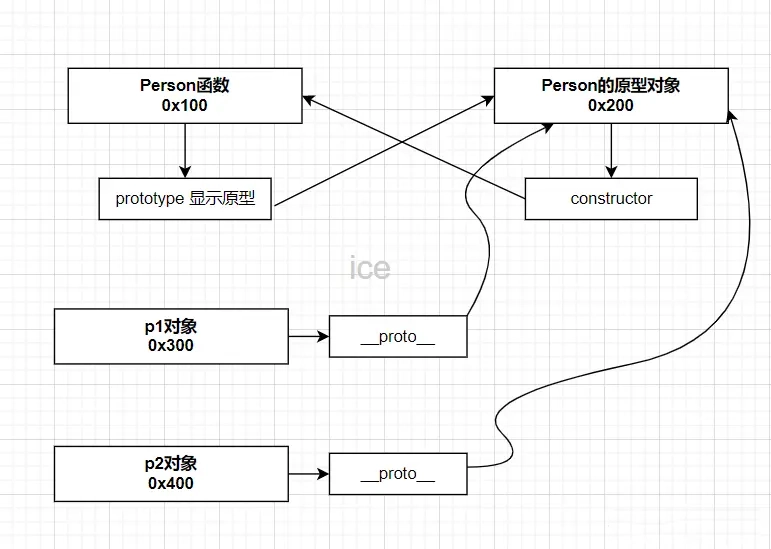 Person函数
0x100
Person的原型对象
0x200
prototype 显示原型
constructor
ice
p1对象
0x300
__proto__
p2对象
0x400
__proto__